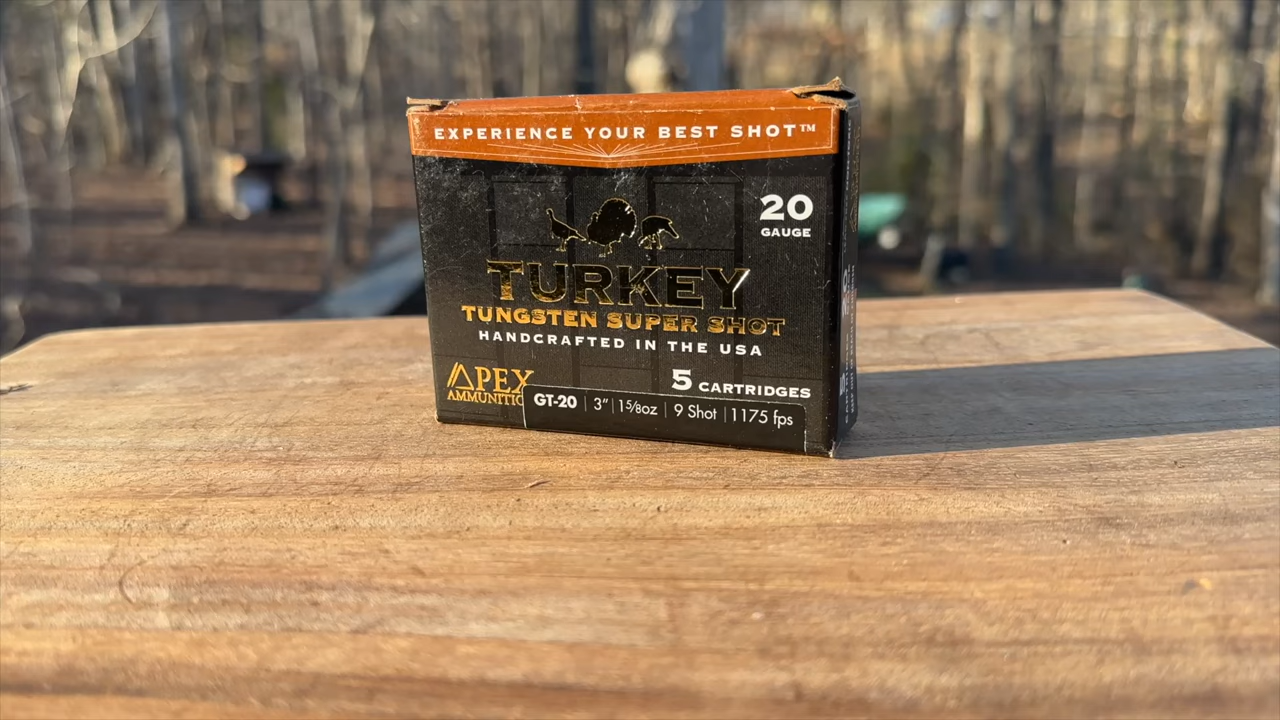 EXPERIENCE YOUR BEST SHOT™
20
GAUGE
TURKEY
TUNGSTEN SUPER SHOT
HANDCRAFTED IN THE USA
5 CARTRIDGES
APEX
GT-20 | 3" | 1⅝oz | 9 Shot | 1175 fps